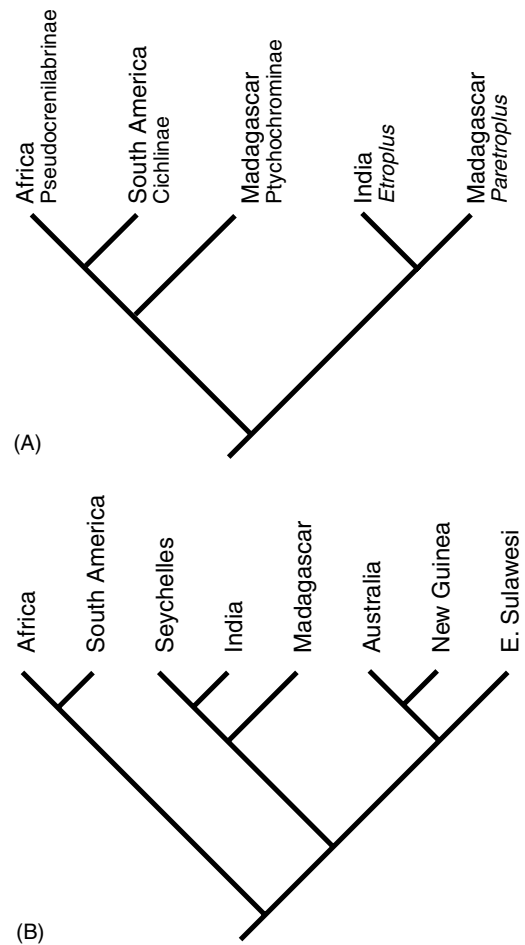 Africa
Pseudocrenilabrinae
South America
Cichlinae
Madagascar
Ptychochrominae
India
Etroplus
Madagascar
Paretroplus
(A)
Africa
South America
Seychelles
India
Madagascar
Australia
New Guinea
E. Sulawesi
(B)